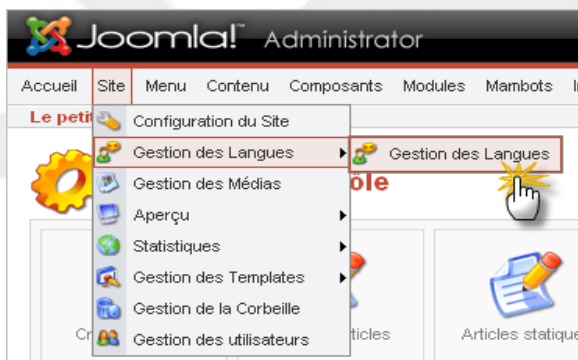 Joomla! Administrator
Accueil Site Menu Contenu Composants Modules Mambots
Le petit
Configuration du Site
Gestion des Langues
Gestion des Langues
Gestion des Médias
ôle
Aperçu
Statistiques
Gestion des Templates
Gestion de la Corbeille
Gestion des utilisateurs
Articles statique